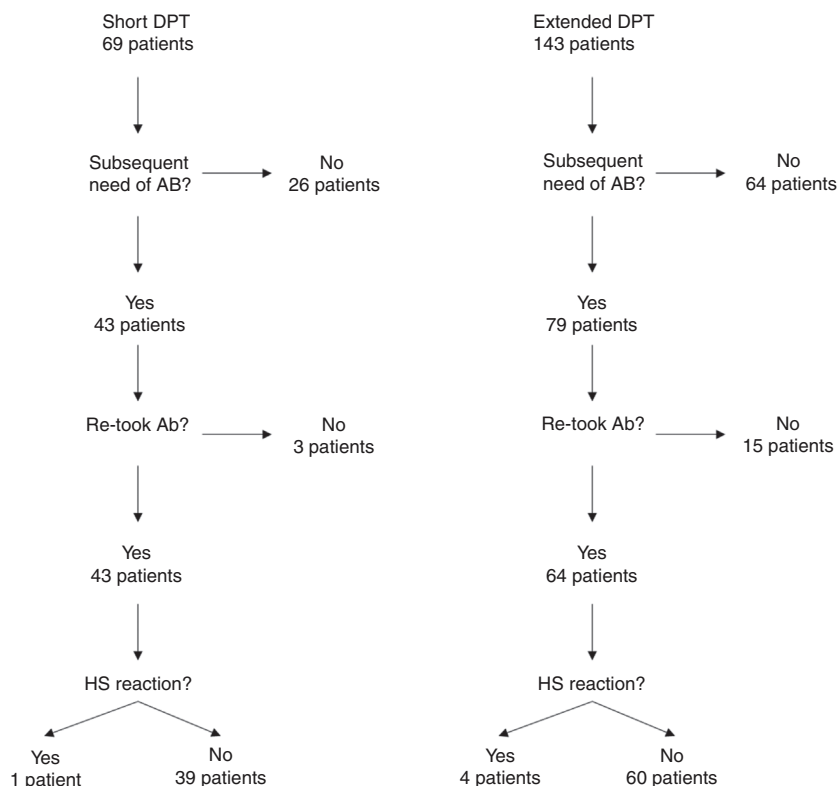 Short DPT
69 patients
Subsequent
need of AB?
No
26 patients
Yes
43 patients
Re-took Ab?
No
3 patients
Yes
43 patients
HS reaction?
Yes
1 patient
No
39 patients
Extended DPT
143 patients
Subsequent
need of AB?
No
64 patients
Yes
79 patients
Re-took Ab?
No
15 patients
Yes
64 patients
HS reaction?
Yes
4 patients
No
60 patients